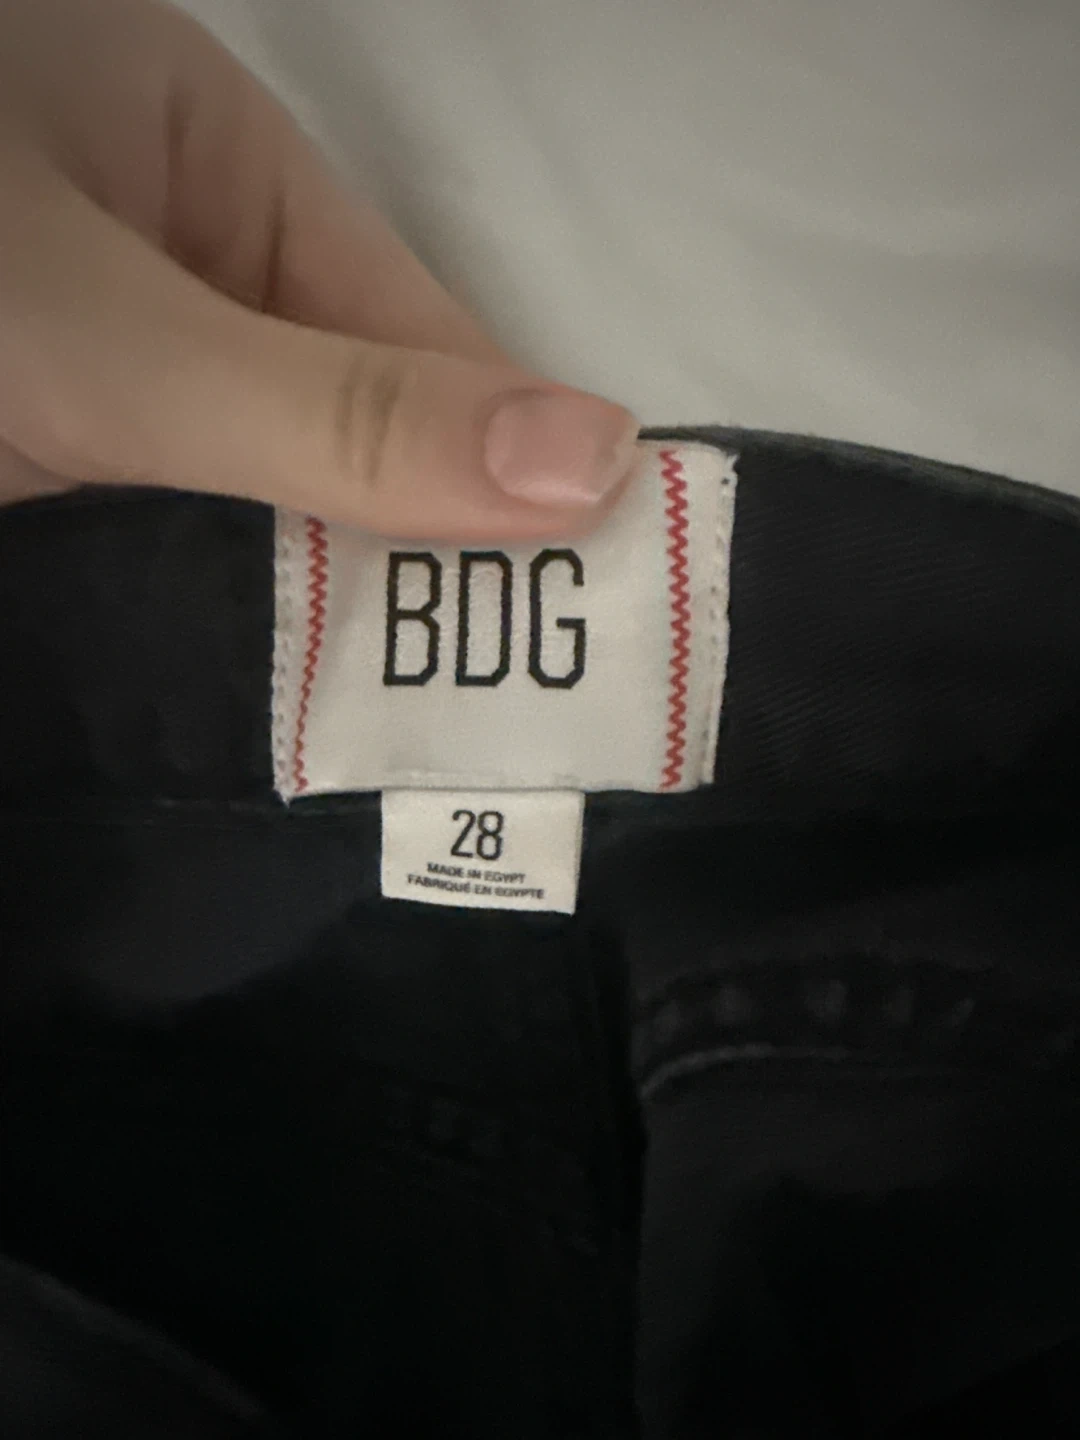 BDG
28
MADE IN EGYPT
FABRIQUÉ EN EGYPTE